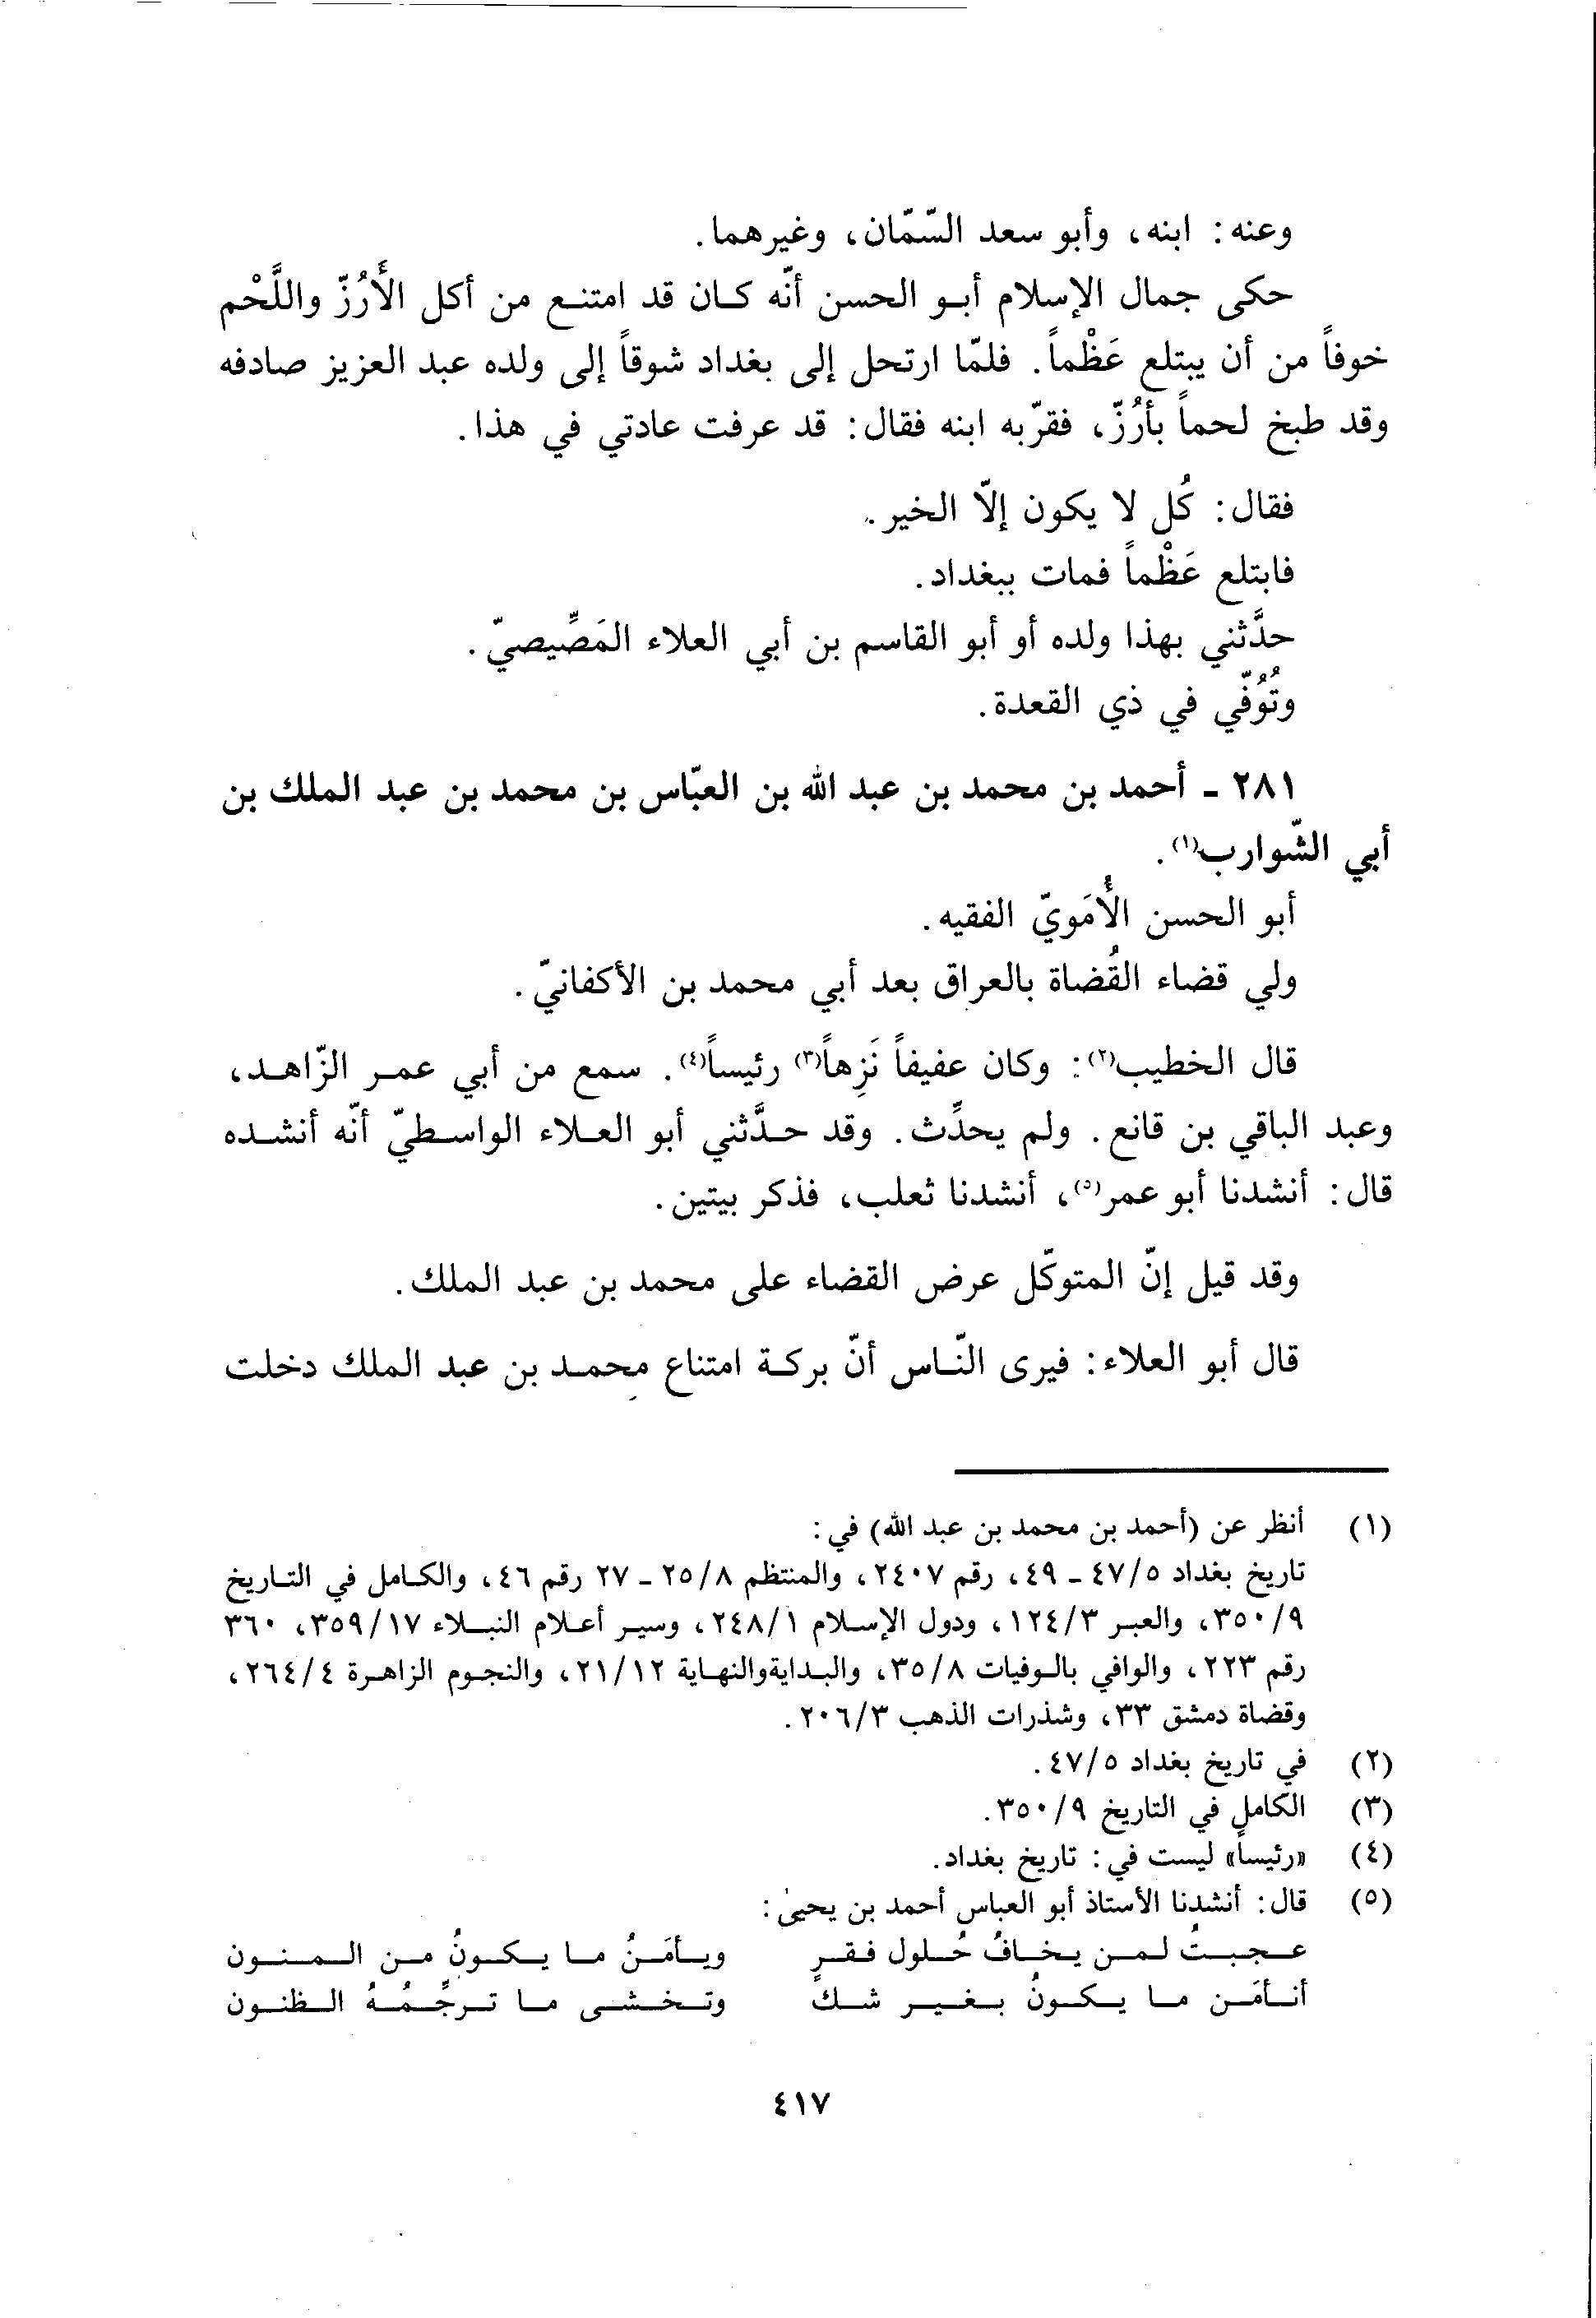 وعنه: ابنه، وأبو سعد السّمّان، وغيرهما.
حكى جمال الإسلام أبو الحسن أنّه كان قد امتنع من أكل الأَرُزّ واللَّحْم
خوفاً من أن يبتلع عَظْماً. فلمّا ارتحل إلى بغداد شوقاً إلى ولده عبد العزيز صادفه
وقد طبخ لحماً بأَرُزّ، فقرّبه ابنه فقال: قد عرفت عادتي في هذا.
فقال: كُل لا يكون إلاّ الخير.
فابتلع عَظْماً فمات ببغداد.
حدَّثني بهذا ولده أو أبو القاسم بن أبي العلاء المَصِّيصيّ.
وتُوُفّي في ذي القعدة.
٢٨١ - أحمد بن محمد بن عبد الله بن العبّاس بن محمد بن عبد الملك بن
أبي الشّوارب(١).
أبو الحسن الأُمَويّ الفقيه.
ولي قضاء القُضاة بالعراق بعد أبي محمد بن الأكفانيّ.
قال الخطيب(٢): وكان عفيفاً نَزِهاً(٣) رئيساً(٤). سمع من أبي عمر الزّاهد،
وعبد الباقي بن قانع. ولم يحدِّث. وقد حدَّثني أبو العلاء الواسطيّ أنّه أنشده
قال: أنشدنا أبو عمر(٥)، أنشدنا ثعلب، فذكر بيتين.
وقد قيل إنّ المتوكّل عرض القضاء على محمد بن عبد الملك.
قال أبو العلاء: فيرى النّاس أنّ بركة امتناع محمد بن عبد الملك دخلت
(١) أنظر عن (أحمد بن محمد بن عبد الله) في:
تاريخ بغداد ٤٧/٥ - ٤٩، رقم ٢٤٠٧، والمنتظم ٢٥/٨ - ٢٧ رقم ٤٦، والكامل في التاريخ
٣٥٠/٩، والعبر ١٢٤/٣، ودول الإسلام ٢٤٨/١، وسير أعلام النبلاء ٣٥٩/١٧، ٣٦٠
رقم ٢٢٣، والوافي بالوفيات ٣٥/٨، والبدايةوالنهاية ٢١/١٢، والنجوم الزاهرة ٢٦٤/٤،
وقضاة دمشق ٣٣، وشذرات الذهب ٢٠٦/٣.
(٢) في تاريخ بغداد ٤٧/٥.
(٣) الكامل في التاريخ ٣٥٠/٩.
(٤) «رئيساً» ليست في: تاريخ بغداد.
(٥) قال: أنشدنا الأستاذ أبو العباس أحمد بن يحيىٰ:
عجبتُ لمن يخافُ حُلول فقرٍ ويأمَنُ ما يكونُ من المنون
أتأمَن ما يكونُ بغير شكّ وتخشى ما ترجِّمُهُ الظنون
٤١٧